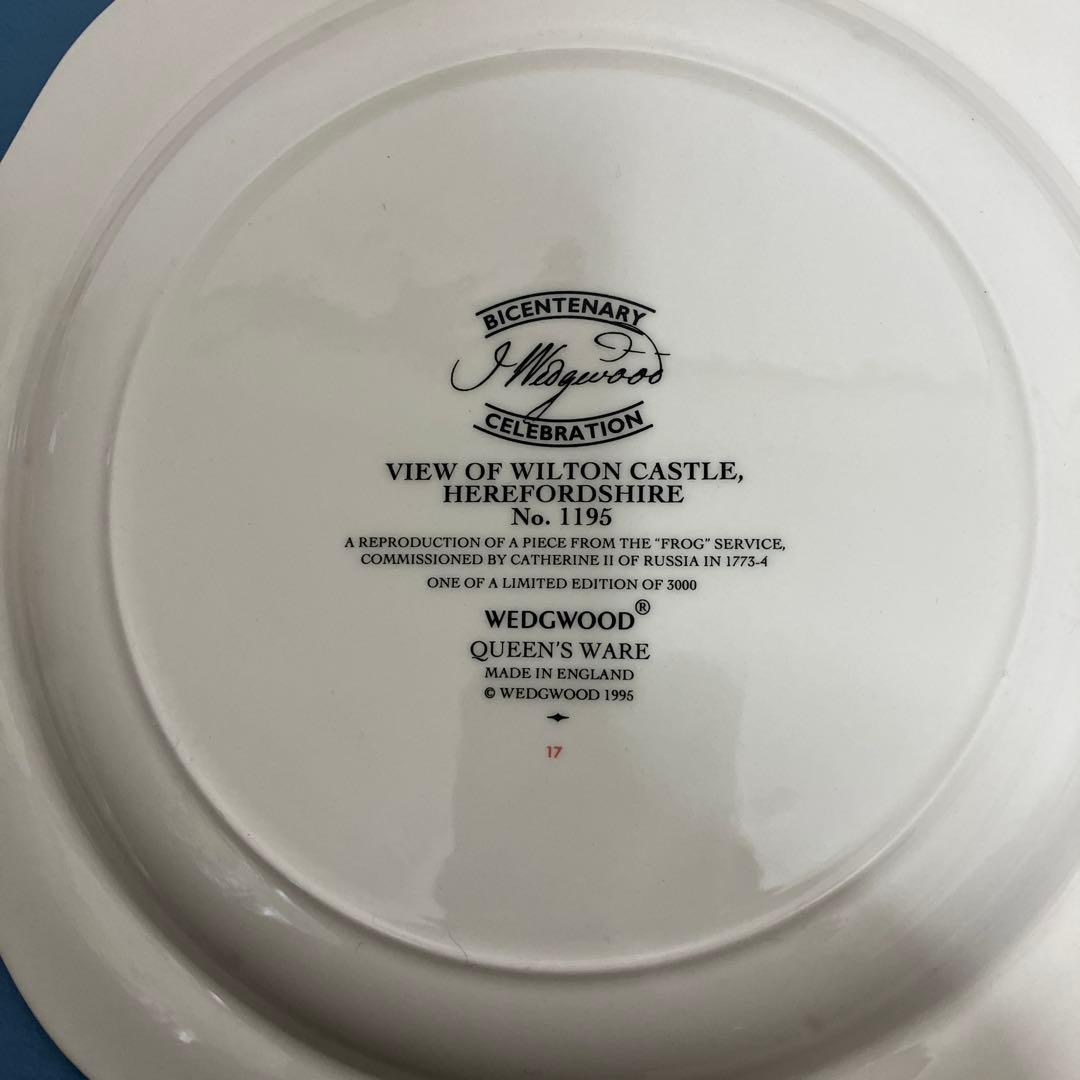 BICENTENARY
J Wedgwood
CELEBRATION
VIEW OF WILTON CASTLE,
HEREFORDSHIRE
No. 1195
A REPRODUCTION OF A PIECE FROM THE "FROG" SERVICE,
COMMISSIONED BY CATHERINE II OF RUSSIA IN 1773-4
ONE OF A LIMITED EDITION OF 3000
WEDGWOOD®
QUEEN'S WARE
MADE IN ENGLAND
© WEDGWOOD 1995
17